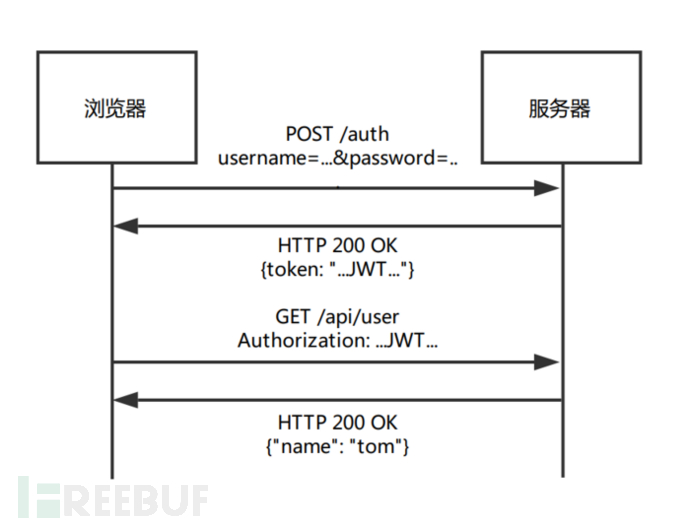 浏览器
服务器
POST /auth
username=...&password=..
HTTP 200 OK
{token: "...JWT..."}
GET /api/user
Authorization: ...JWT...
HTTP 200 OK
{"name": "tom"}
FREEBUF